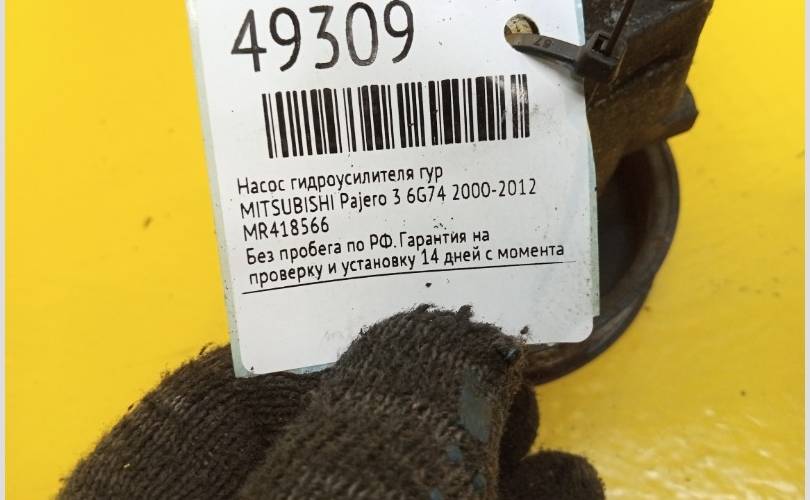 49309
Насос гидроусилителя гур
MITSUBISHI Pajero 3 6G74 2000-2012
MR418566
Без пробега по РФ. Гарантия на
проверку и установку 14 дней с момента